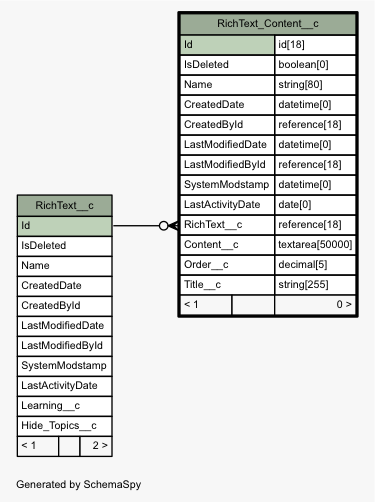 RichText_Content__c
Id id[18]
IsDeleted boolean[0]
Name string[80]
CreatedDate datetime[0]
CreatedById reference[18]
LastModifiedDate datetime[0]
LastModifiedById reference[18]
SystemModstamp datetime[0]
LastActivityDate date[0]
RichText__c reference[18]
Content__c textarea[50000]
Order__c decimal[5]
Title__c string[255]
< 1 0 >
RichText__c
Id
IsDeleted
Name
CreatedDate
CreatedById
LastModifiedDate
LastModifiedById
SystemModstamp
LastActivityDate
Learning__c
Hide_Topics__c
< 1 2 >
Generated by SchemaSpy